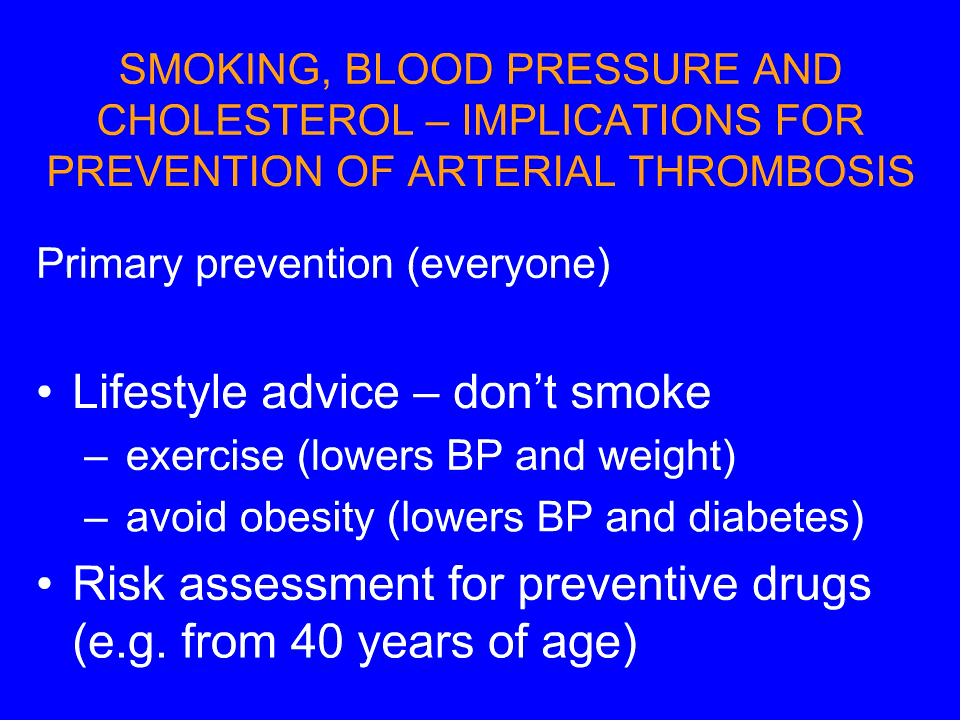 SMOKING, BLOOD PRESSURE AND
CHOLESTEROL – IMPLICATIONS FOR
PREVENTION OF ARTERIAL THROMBOSIS
Primary prevention (everyone)
• Lifestyle advice – don’t smoke
– exercise (lowers BP and weight)
– avoid obesity (lowers BP and diabetes)
• Risk assessment for preventive drugs
(e.g. from 40 years of age)